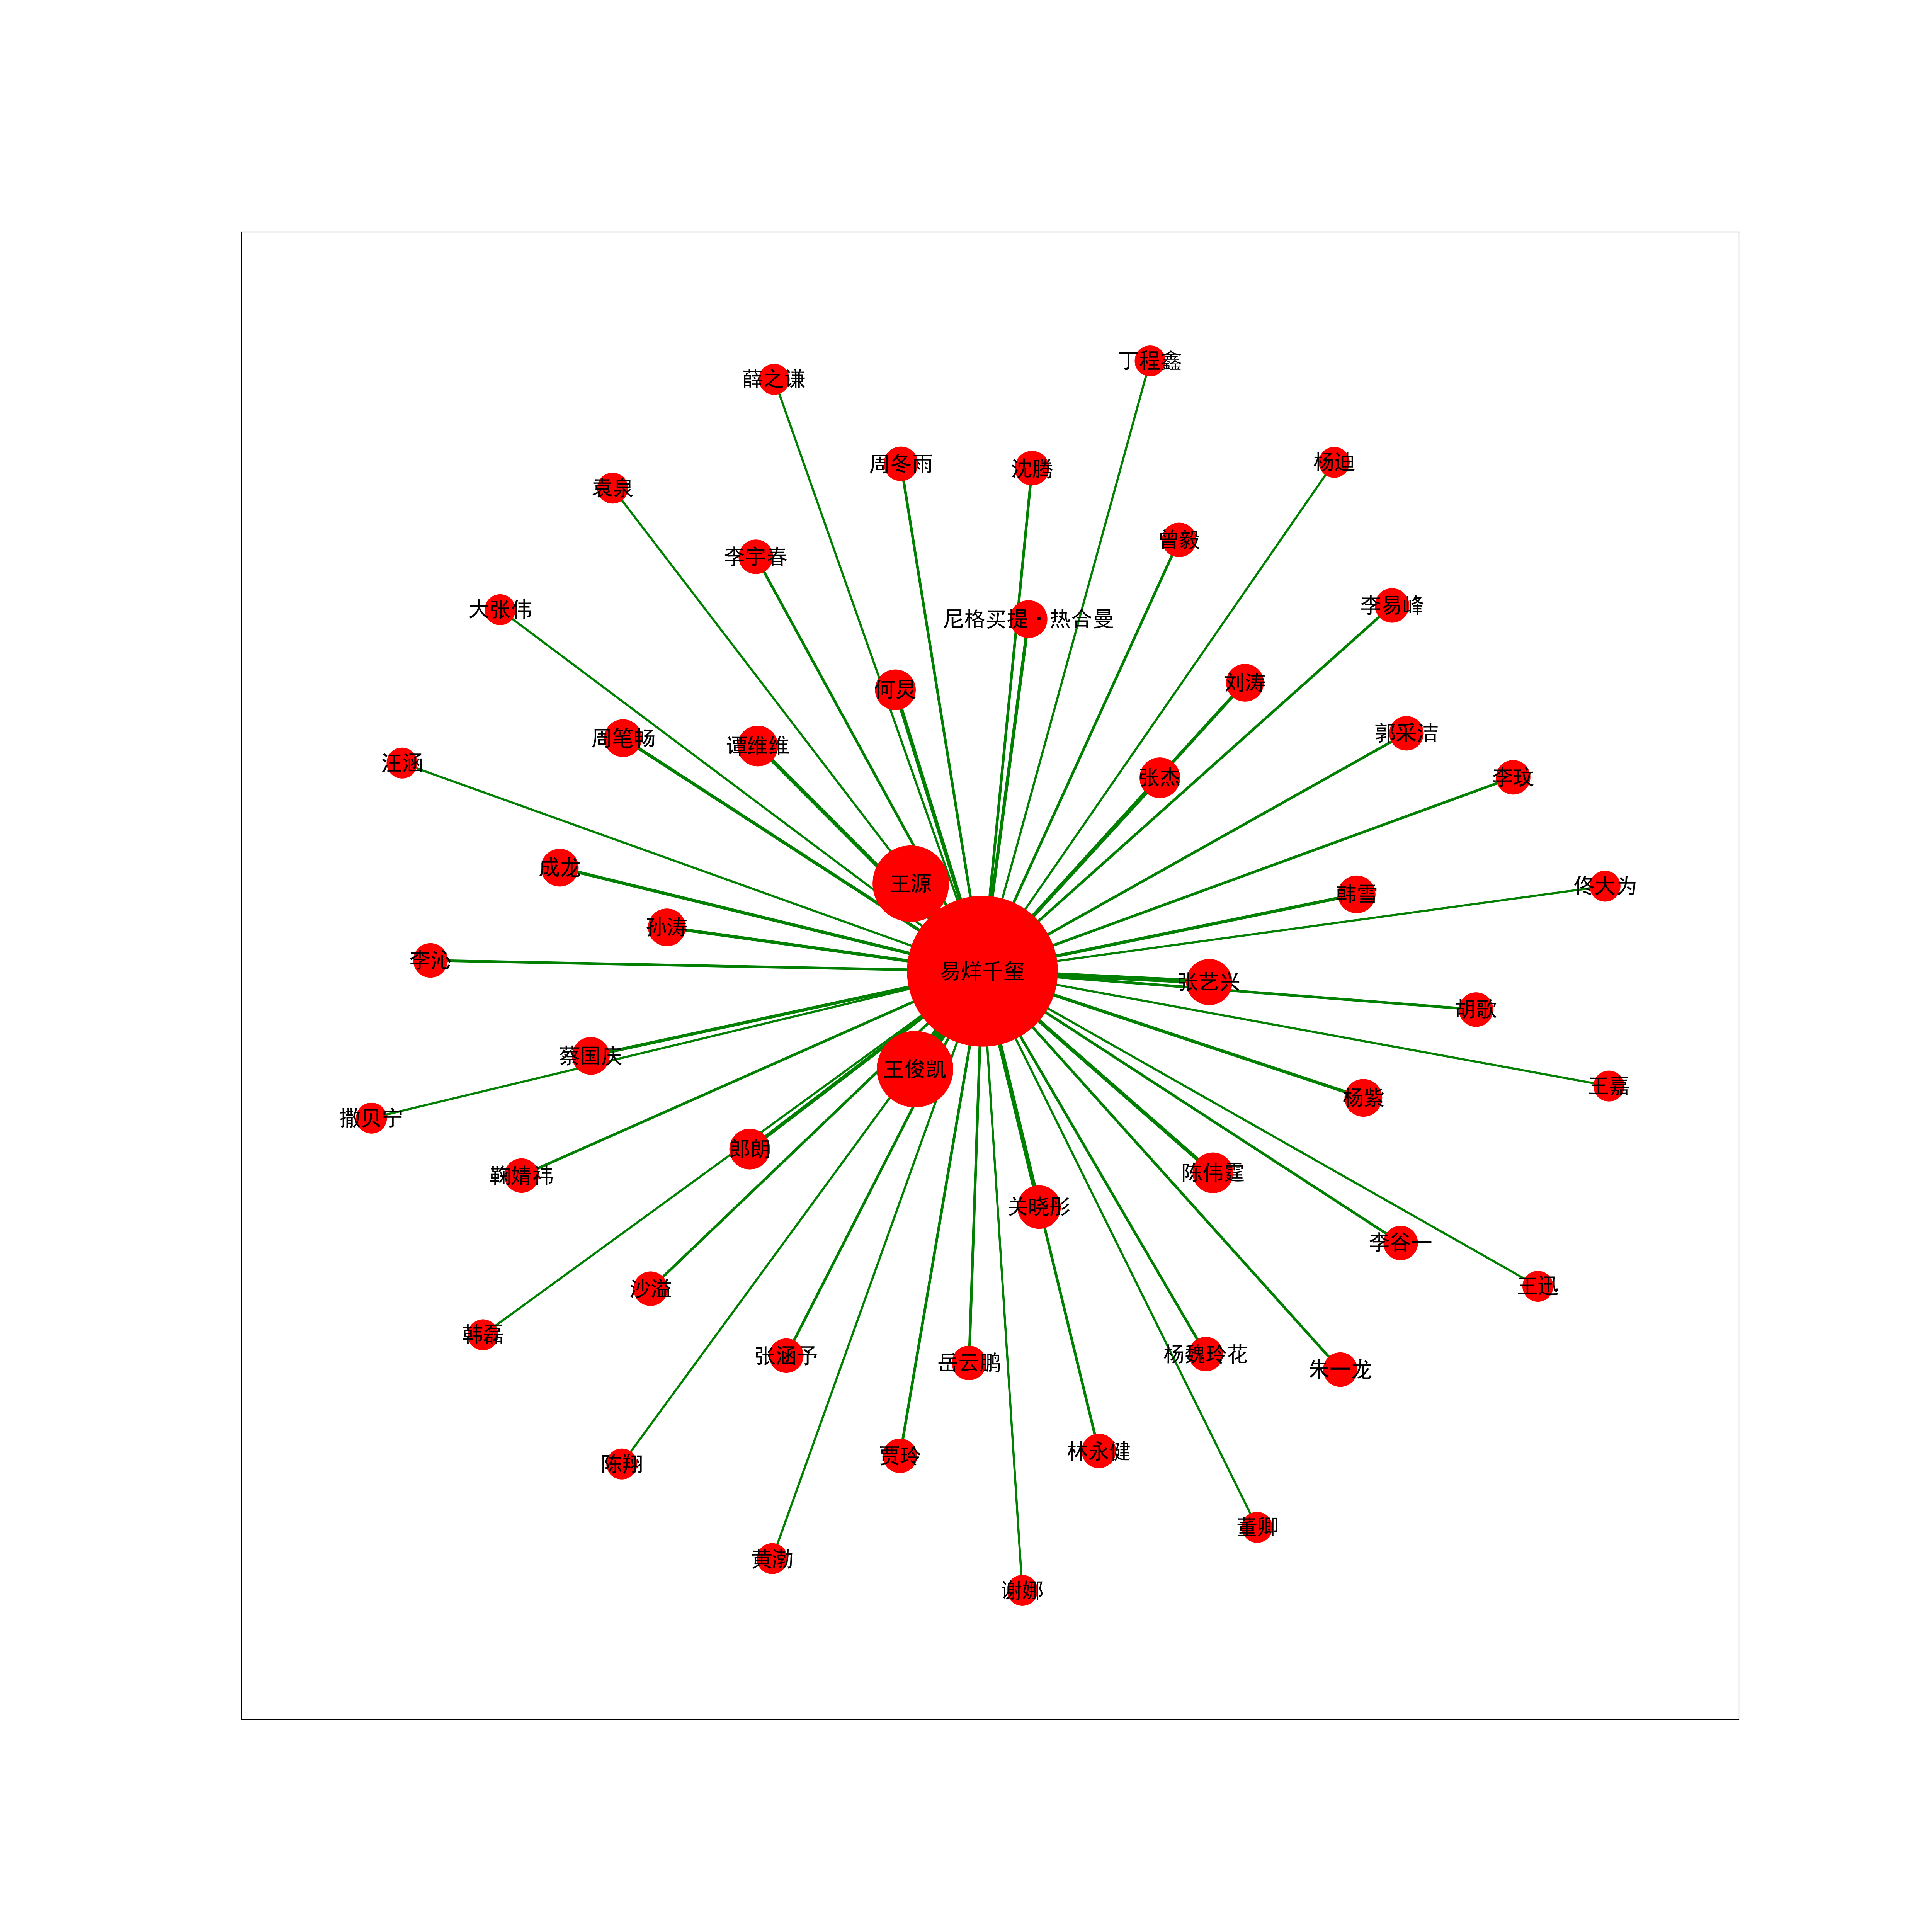 丁程鑫
薛之谦
杨迪
周冬雨
沈腾
袁泉
曾毅
李宇春
李易峰
大张伟
尼格买提·热合曼
刘涛
何炅
郭采洁
周笔畅
谭维维
汪涵
张杰
李玟
成龙
王源
佟大为
韩雪
孙涛
李沁
易烊千玺
张艺兴
胡歌
蔡国庆
王俊凯
王嘉
杨紫
撒贝宁
郎朗
鞠婧祎
陈伟霆
关晓彤
李谷一
沙溢
王迅
韩磊
张涵予
岳云鹏
杨魏玲花
朱一龙
贾玲
林永健
陈翔
董卿
黄渤
谢娜